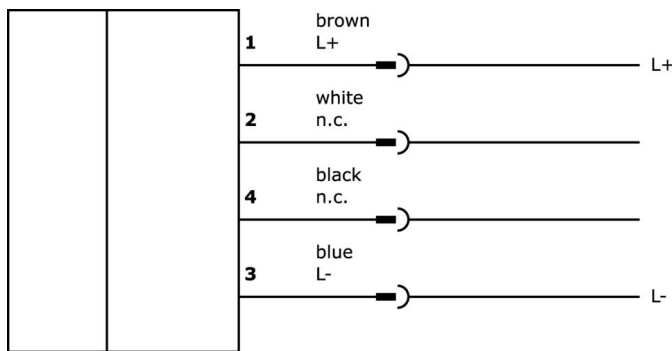 brown
1 L+
L+
white
2 n.c.
black
4 n.c.
blue
3 L-
L-